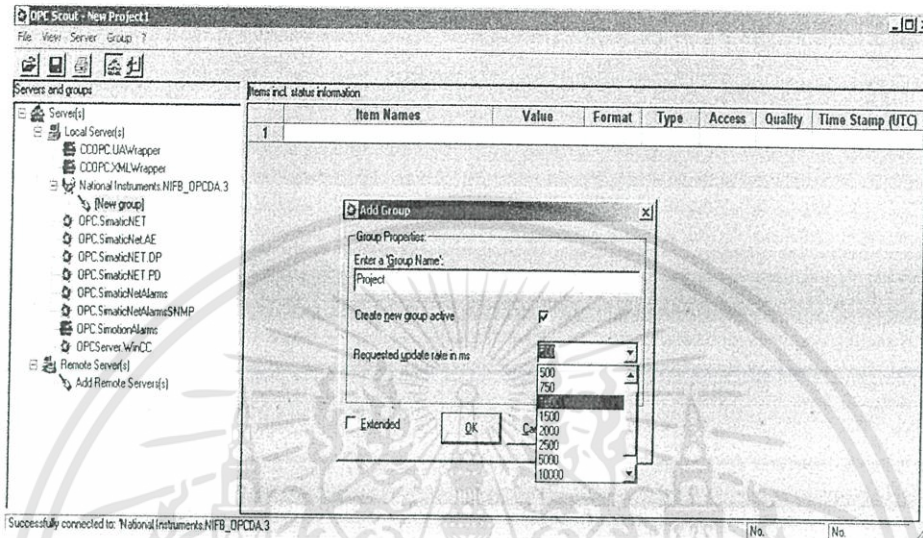 OPC Scout - New Project1
File View Server Group ?
Servers and groups
Items incl. status information
Server(s)
Local Server(s)
CCOPC.UAWrapper
CCOPC.XMLWrapper
National Instruments.NIFB_OPCDA.3
[New group]
OPC.SimaticNET
OPC.SimaticNet.AE
OPC.SimaticNET.DP
OPC.SimaticNET.PD
OPC.SimaticNetAlarms
OPC.SimaticNetAlarmsSNMP
OPC.SimotionAlarms
OPCServer.WinCC
Remote Server(s)
Add Remote Servers(s)
Item Names Value Format Type Access Quality Time Stamp (UTC)
1
Add Group
Group Properties:
Enter a 'Group Name':
Project
Create new group active
Requested update rate in ms
500
750
1500
2000
2500
5000
10000
Extended
OK
Successfully connected to: 'National Instruments.NIFB_OPCDA.3
No. No.